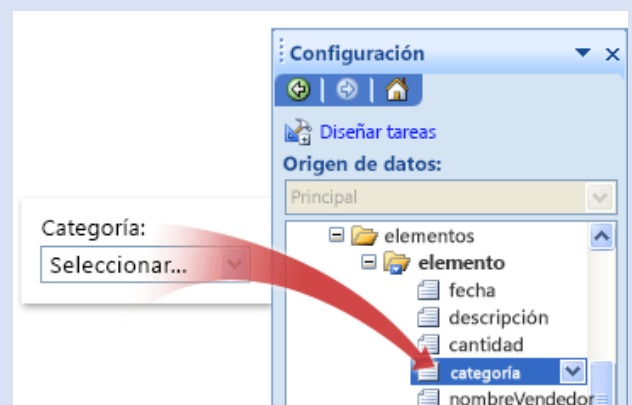 Configuración
Diseñar tareas
Origen de datos:
Principal
Categoría:
Seleccionar...
elementos
elemento
fecha
descripción
cantidad
categoría
nombreVendedor